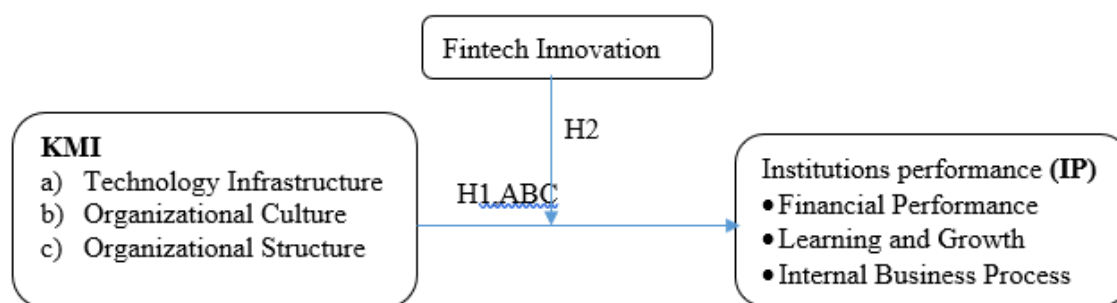 Fintech Innovation
H2
KMI
a) Technology Infrastructure
b) Organizational Culture
c) Organizational Structure
H1.ABC
Institutions performance (IP)
• Financial Performance
• Learning and Growth
• Internal Business Process